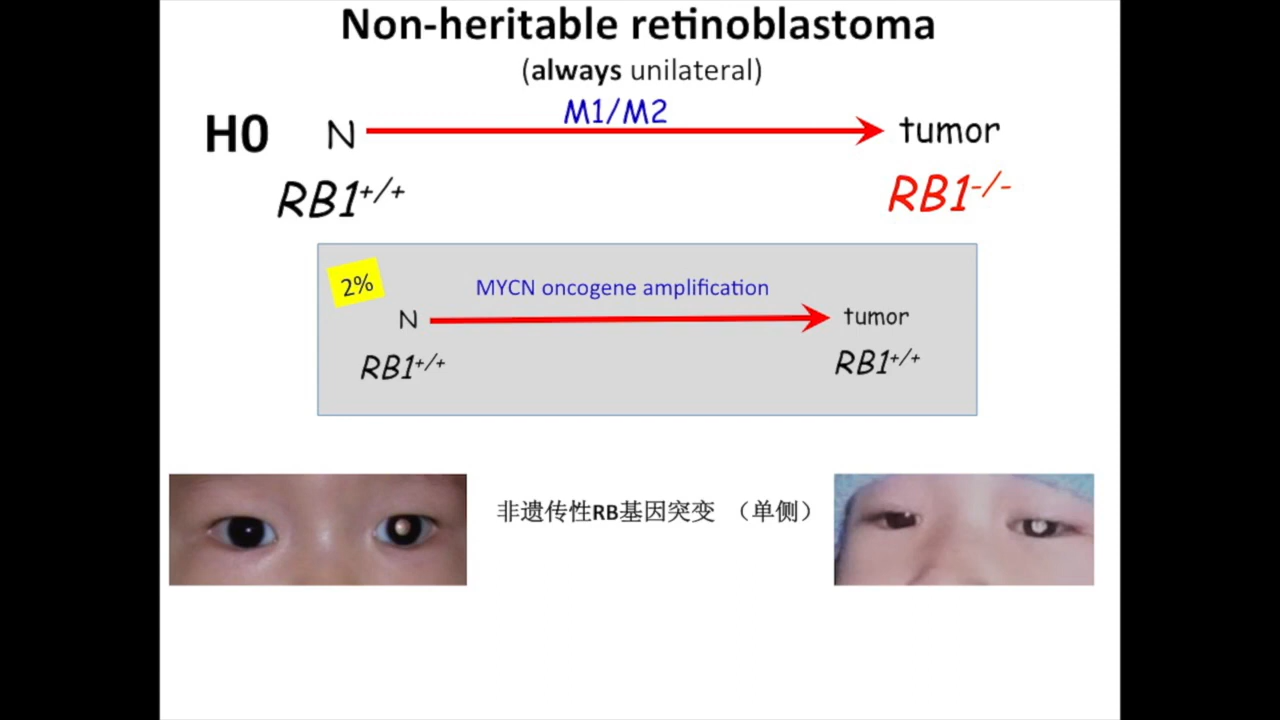 Non-heritable retinoblastoma
(always unilateral)
M1/M2
H0 N tumor
RB1+/+ RB1-/-
2%
MYCN oncogene amplification
N tumor
RB1+/+ RB1+/+
非遗传性RB基因突变 （单侧）